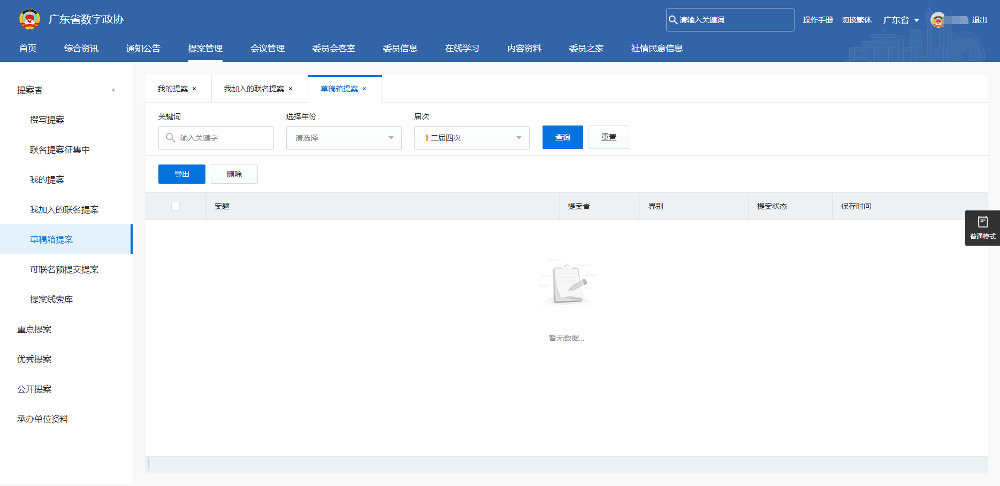 广东省数字政协
请输入关键词
操作手册 切换繁体 广东省 退出
首页 综合资讯 通知公告 提案管理 会议管理 委员会客室 委员信息 在线学习 内容资料 委员之家 社情民意信息
提案者
撰写提案
联名提案征集中
我的提案
我加入的联名提案
草稿箱提案
可联名预提交提案
提案线索库
重点提案
优秀提案
公开提案
承办单位资料
我的提案 × 我加入的联名提案 × 草稿箱提案 ×
关键词 选择年份 届次
输入关键字 请选择 十二届四次 查询 重置
导出 删除
案题 提案者 界别 提案状态 保存时间
普通模式
暂无数据...